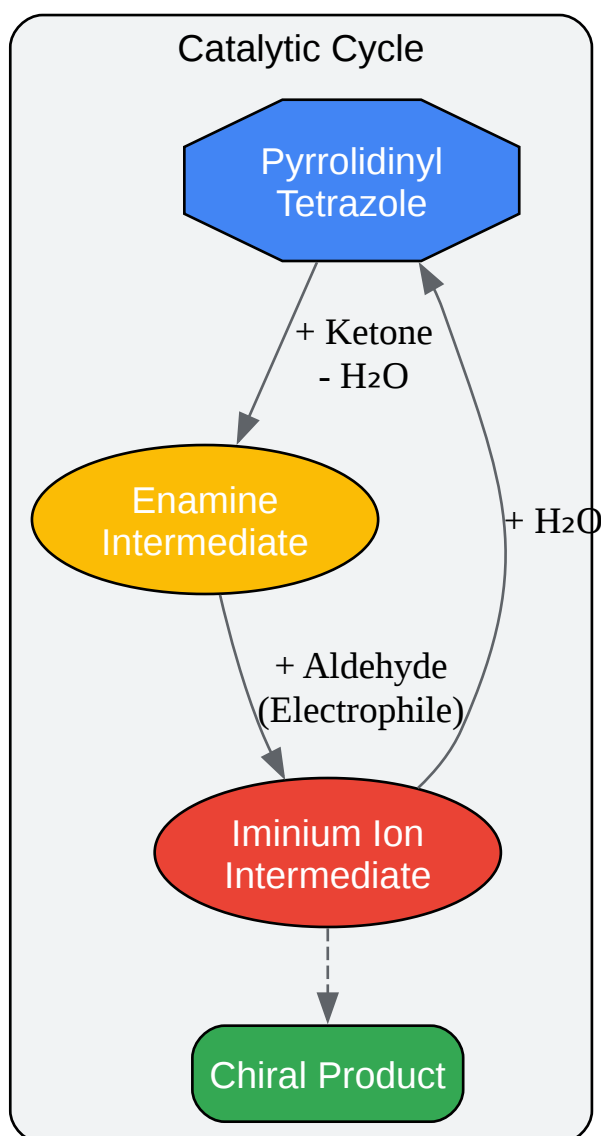 Catalytic Cycle
Pyrrolidinyl
Tetrazole
+ Ketone
- H₂O
Enamine
Intermediate
+ H₂O
+ Aldehyde
(Electrophile)
Iminium Ion
Intermediate
Chiral Product